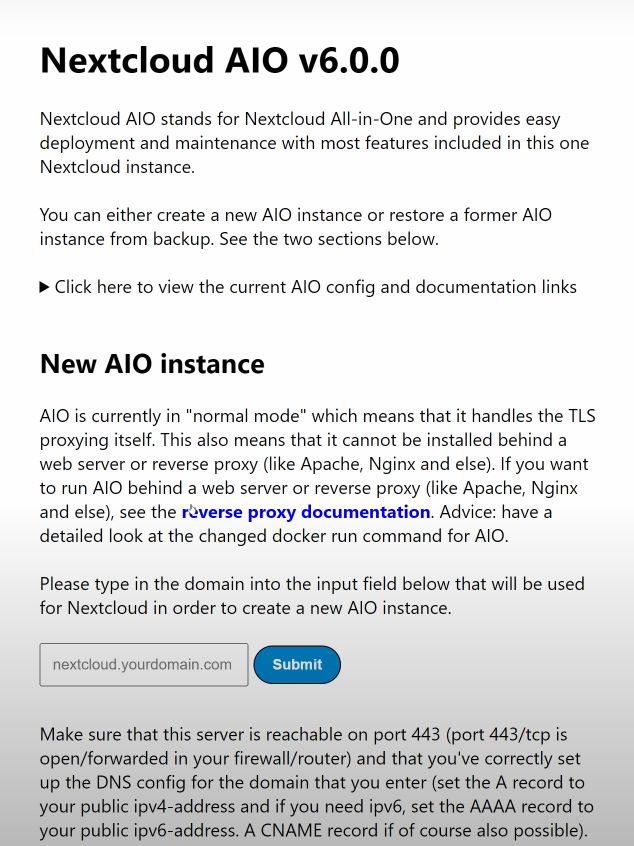 Nextcloud AIO v6.0.0
Nextcloud AIO stands for Nextcloud All-in-One and provides easy
deployment and maintenance with most features included in this one
Nextcloud instance.
You can either create a new AIO instance or restore a former AIO
instance from backup. See the two sections below.
Click here to view the current AIO config and documentation links
New AIO instance
AIO is currently in "normal mode" which means that it handles the TLS
proxying itself. This also means that it cannot be installed behind a
web server or reverse proxy (like Apache, Nginx and else). If you want
to run AIO behind a web server or reverse proxy (like Apache, Nginx
and else), see the reverse proxy documentation. Advice: have a
detailed look at the changed docker run command for AIO.
Please type in the domain into the input field below that will be used
for Nextcloud in order to create a new AIO instance.
nextcloud.yourdomain.com Submit
Make sure that this server is reachable on port 443 (port 443/tcp is
open/forwarded in your firewall/router) and that you've correctly set
up the DNS config for the domain that you enter (set the A record to
your public ipv4-address and if you need ipv6, set the AAAA record to
your public ipv6-address. A CNAME record if of course also possible).